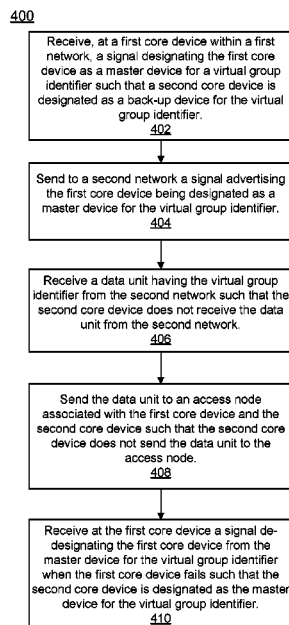 400
Receive, at a first core device within a first
network, a signal designating the first core
device as a master device for a virtual group
identifier such that a second core device is
designated as a back-up device for the
virtual group identifier.
402
Send to a second network a signal advertising
the first core device being designated as a
master device for the virtual group identifier.
404
Receive a data unit having the virtual group
identifier from the second network such that the
second core device does not receive the data
unit from the second network.
406
Send the data unit to an access node
associated with the first core device and the
second core device such that the second core
device does not send the data unit to the
access node.
408
Receive at the first core device a signal de-
designating the first core device from the
master device for the virtual group identifier
when the first core device fails such that the
second core device is designated as the master
device for the virtual group identifier.
410